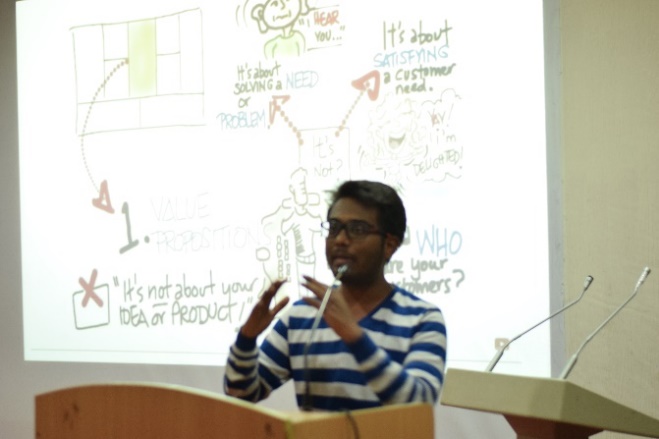 "I HEAR
YOU..."
It's about
SOLVING a NEED
or
PROBLEM
It's about
SATISFYING
a customer
need.
YAY!
I'm
DELIGHTED!
It's
Not?
1. VALUE
PROPOSITION
"It's not about your
IDEA or PRODUCT!"
WHO
are your
customers?